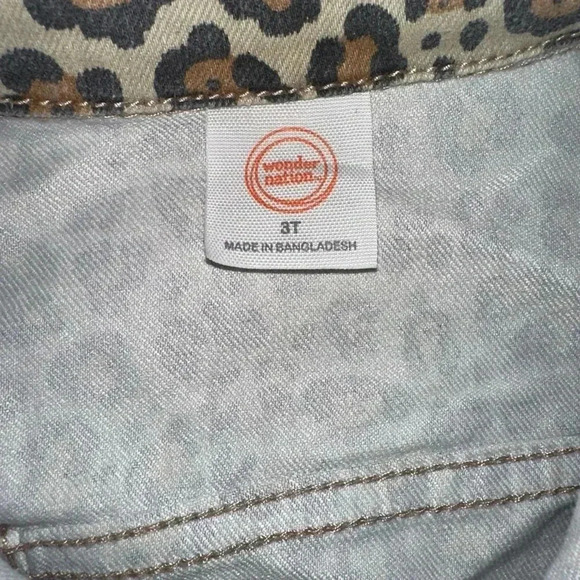 wonder
nation.
3T
MADE IN BANGLADESH